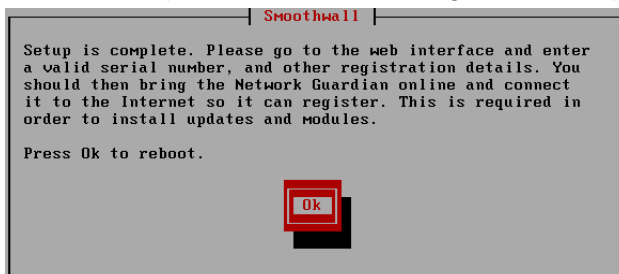 Smoothwall
Setup is complete. Please go to the web interface and enter
a valid serial number, and other registration details. You
should then bring the Network Guardian online and connect
it to the Internet so it can register. This is required in
order to install updates and modules.
Press Ok to reboot.
Ok